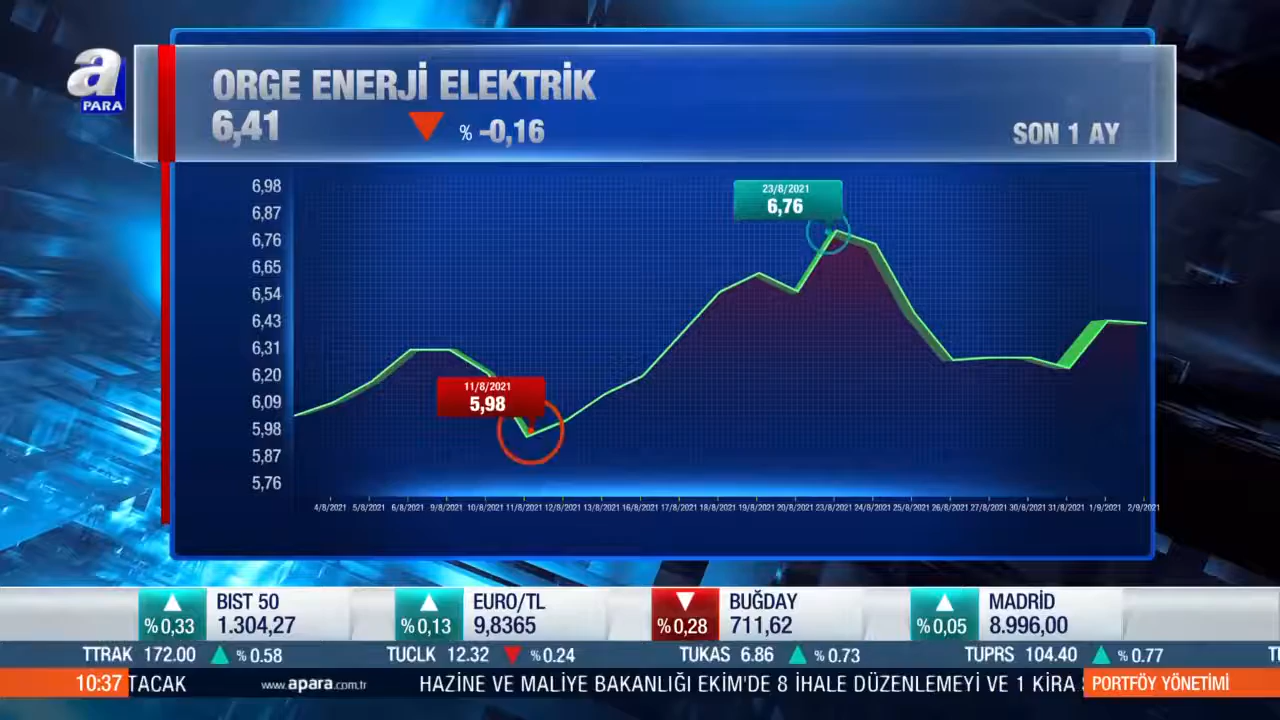 a
PARA
ORGE ENERJİ ELEKTRİK
6,41 % -0,16
SON 1 AY
6,98
6,87
6,76
6,65
6,54
6,43
6,31
6,20
6,09
5,98
5,87
5,76
23/8/2021
6,76
11/8/2021
5,98
4/8/2021 5/8/2021 6/8/2021 9/8/2021 10/8/2021 11/8/2021 12/8/2021 13/8/2021 16/8/2021 17/8/2021 18/8/2021 19/8/2021 20/8/2021 23/8/2021 24/8/2021 25/8/2021 26/8/2021 27/8/2021 30/8/2021 31/8/2021 1/9/2021 2/9/2021
% 0,33 BIST 50 1.304,27
% 0,13 EURO/TL 9,8365
% 0,28 BUĞDAY 711,62
% 0,05 MADRİD 8.996,00
TTRAK 172.00 % 0.58 TUCLK 12.32 % 0.24 TUKAS 6.86 % 0.73 TUPRS 104.40 % 0.77
10:37 TACAK www.apara.com.tr HAZİNE VE MALİYE BAKANLIĞI EKİM'DE 8 İHALE DÜZENLEMEYİ VE 1 KİRA PORTFÖY YÖNETİMİ